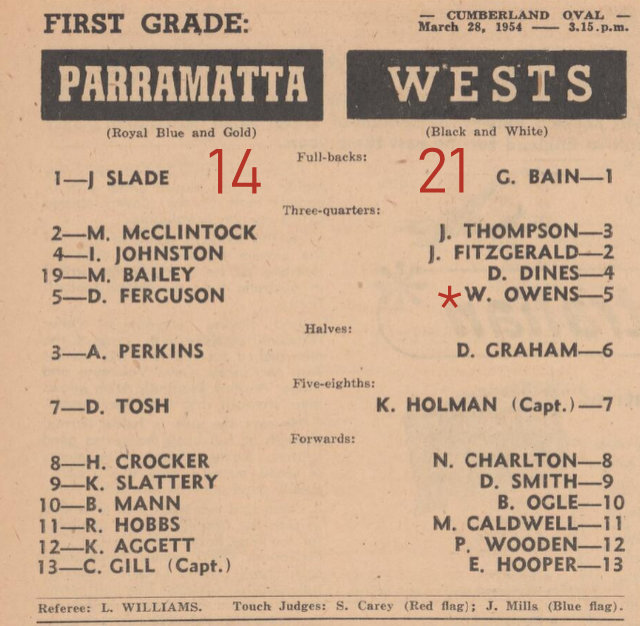 FIRST GRADE:
— CUMBERLAND OVAL —
March 28, 1954 —— 3.15.p.m.
PARRAMATTA WESTS
(Royal Blue and Gold) (Black and White)
Full-backs:
14 21
1—J SLADE G. BAIN—1
Three-quarters:
2—M. McCLINTOCK J. THOMPSON—3
4—I. JOHNSTON J. FITZGERALD—2
19—M. BAILEY D. DINES—4
5—D. FERGUSON *W. OWENS—5
Halves:
3—A. PERKINS D. GRAHAM—6
Five-eighths:
7—D. TOSH K. HOLMAN (Capt.)—7
Forwards:
8—H. CROCKER N. CHARLTON—8
9—K. SLATTERY D. SMITH—9
10—B. MANN B. OGLE—10
11—R. HOBBS M. CALDWELL—11
12—K. AGGETT P. WOODEN—12
13—C. GILL (Capt.) E. HOOPER—13
Referee: L. WILLIAMS. Touch Judges: S. Carey (Red flag); J. Mills (Blue flag).